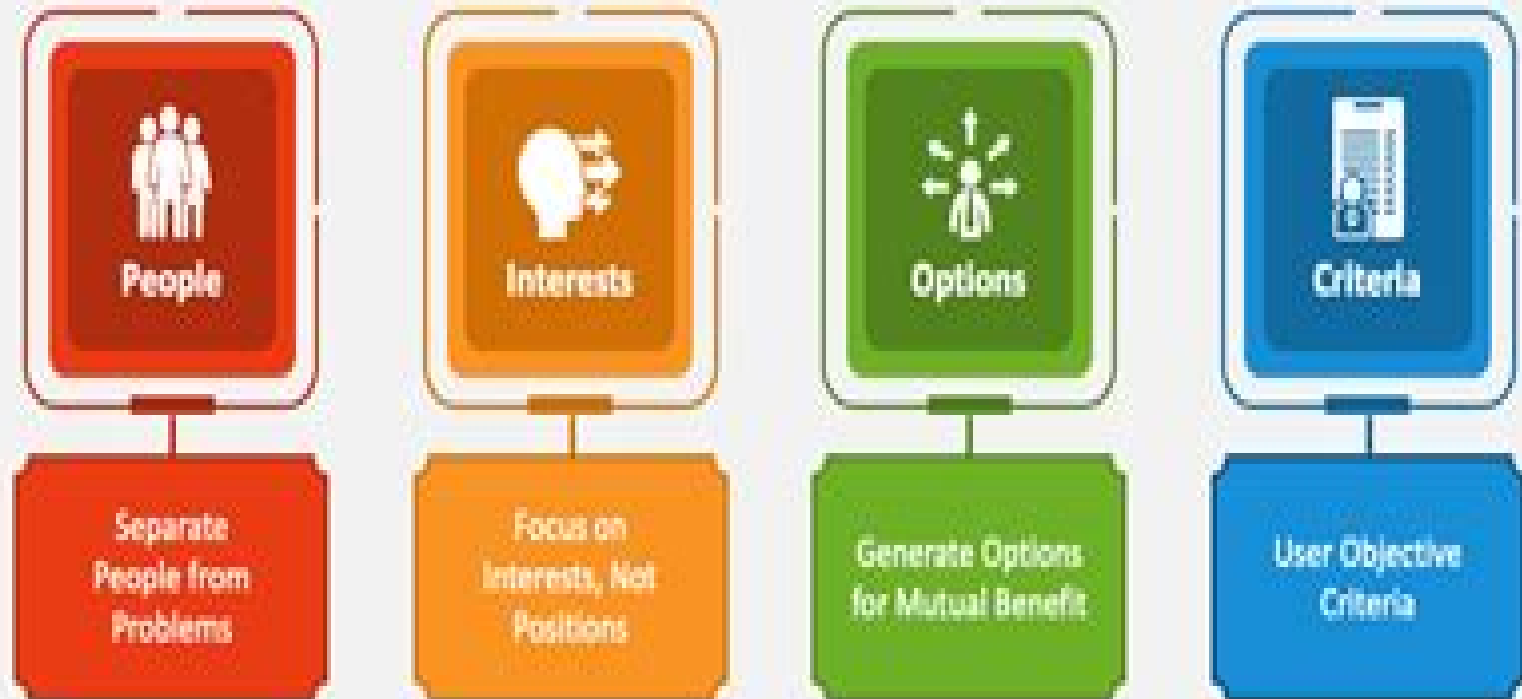 People
Separate
People from
Problems
Interests
Focus on
Interests, Not
Positions
Options
Generate Options
for Mutual Benefit
Criteria
User Objective
Criteria